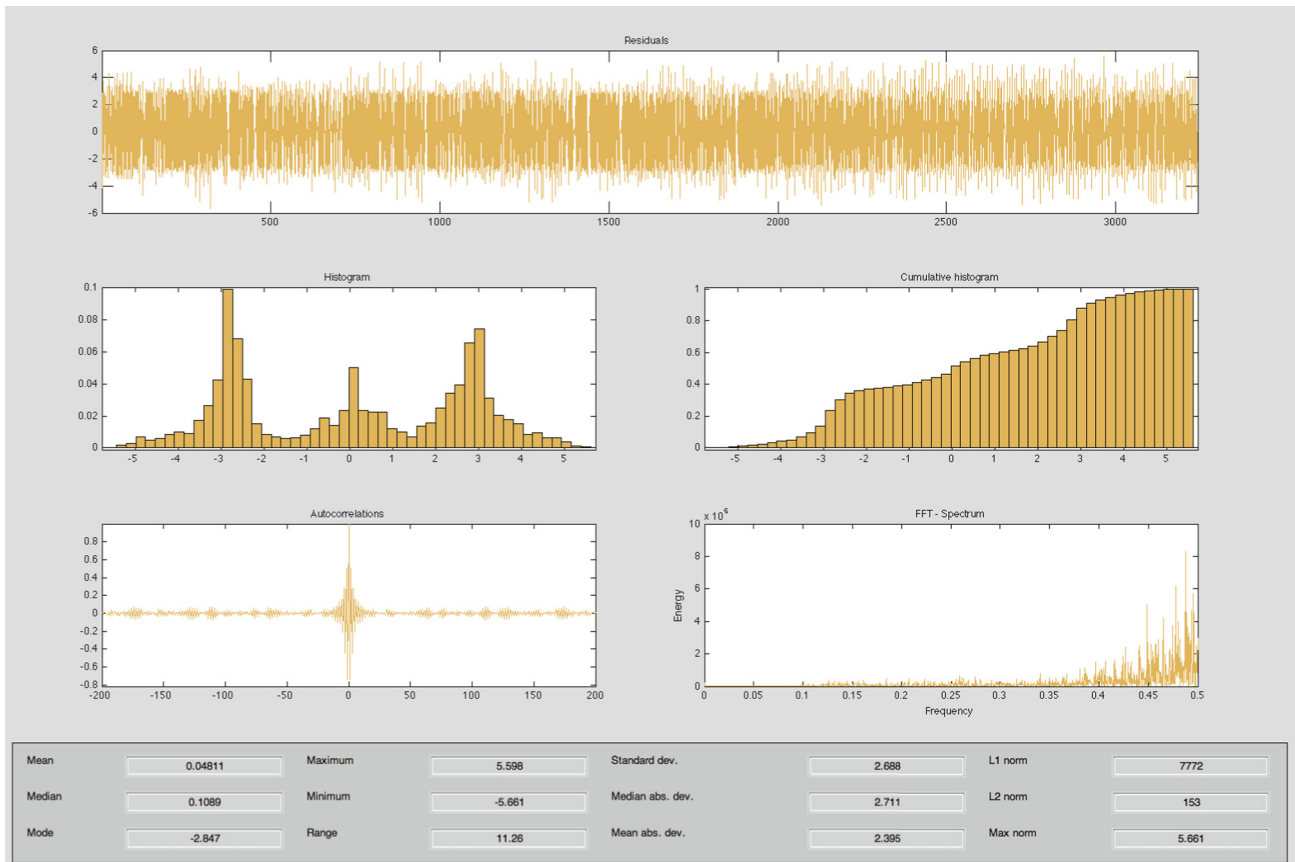 Residuals
6
4
2
0
-2
-4
-6
500 1000 1500 2000 2500 3000
Histogram
0.1
0.08
0.06
0.04
0.02
0
-5 -4 -3 -2 -1 0 1 2 3 4 5
Cumulative histogram
1
0.8
0.6
0.4
0.2
0
-5 -4 -3 -2 -1 0 1 2 3 4 5
Autocorrelations
0.8
0.6
0.4
0.2
0
-0.2
-0.4
-0.6
-0.8
-200 -150 -100 -50 0 50 100 150 200
FFT - Spectrum
x 10^6
10
8
6
4
2
0
Energy
0 0.05 0.1 0.15 0.2 0.25 0.3 0.35 0.4 0.45 0.5
Frequency
Mean 0.04811 Maximum 5.598 Standard dev. 2.688 L1 norm 7772
Median 0.1089 Minimum -5.661 Median abs. dev. 2.711 L2 norm 153
Mode -2.847 Range 11.26 Mean abs. dev. 2.395 Max norm 5.661